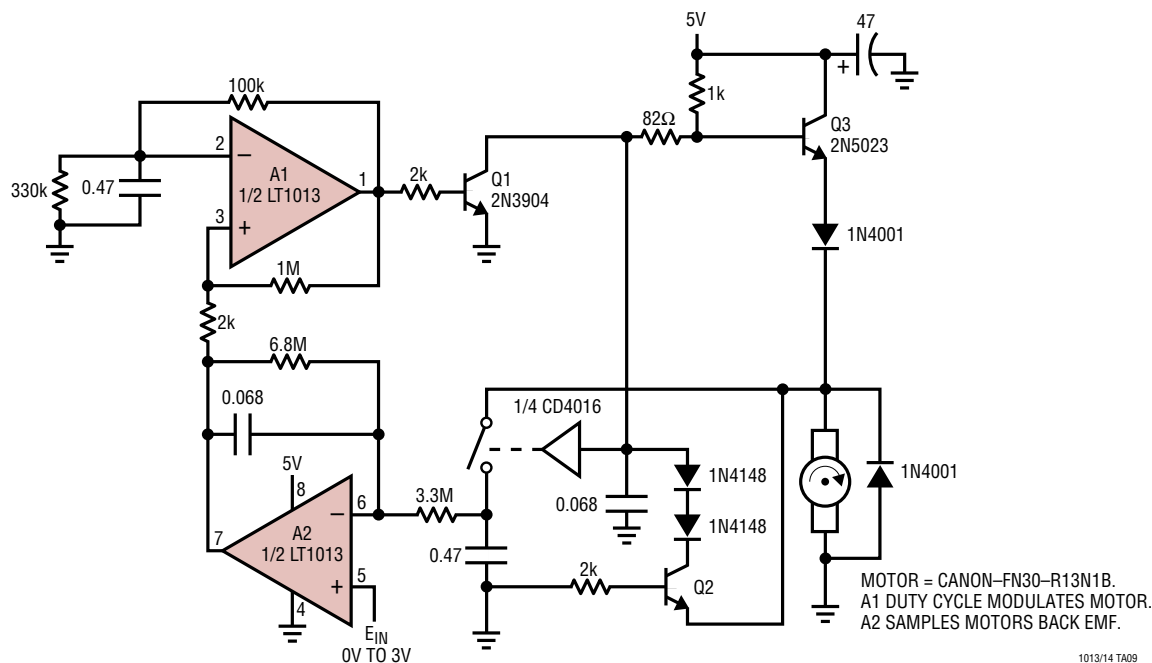 5V
47
+
100k
1k
82Ω
Q3
2N5023
2
−
A1
1/2 LT1013
1
2k
Q1
2N3904
330k
0.47
3
+
1N4001
1M
2k
6.8M
0.068
1/4 CD4016
5V
8
1N4148
1N4001
3.3M
6
−
0.068
1N4148
7
A2
1/2 LT1013
0.47
5
+
2k
Q2
4
EIN
0V TO 3V
MOTOR = CANON–FN30–R13N1B.
A1 DUTY CYCLE MODULATES MOTOR.
A2 SAMPLES MOTORS BACK EMF.
1013/14 TA09